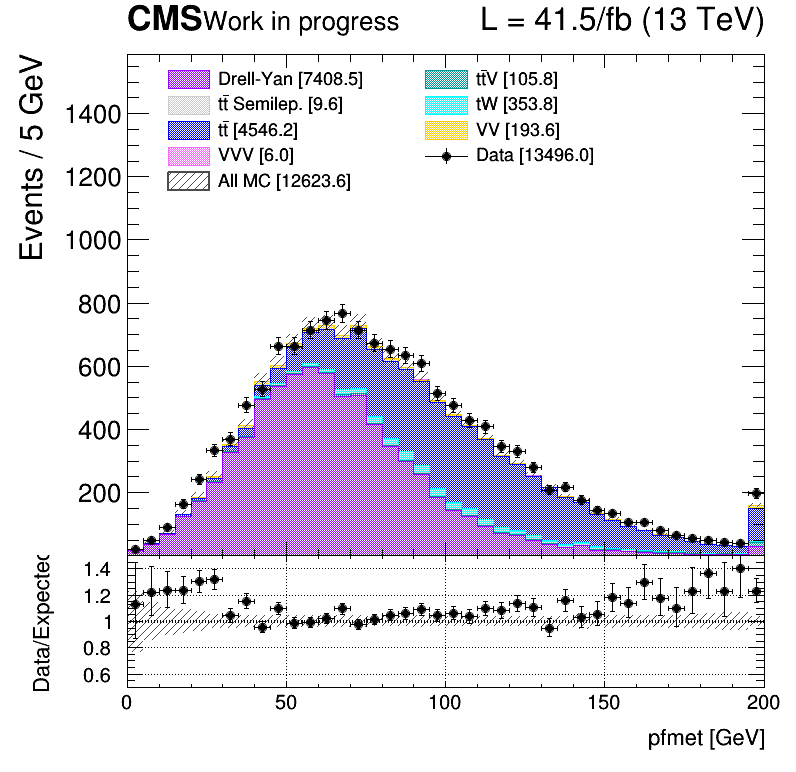 CMS Work in progress L = 41.5/fb (13 TeV)
Events / 5 GeV
Drell-Yan [7408.5]
tt̄ Semilep. [9.6]
tt̄ [4546.2]
VVV [6.0]
All MC [12623.6]
tt̄V [105.8]
tW [353.8]
VV [193.6]
Data [13496.0]
1400
1200
1000
800
600
400
200
Data/Expected
1.4
1.2
1
0.8
0.6
0 50 100 150 200
pfmet [GeV]